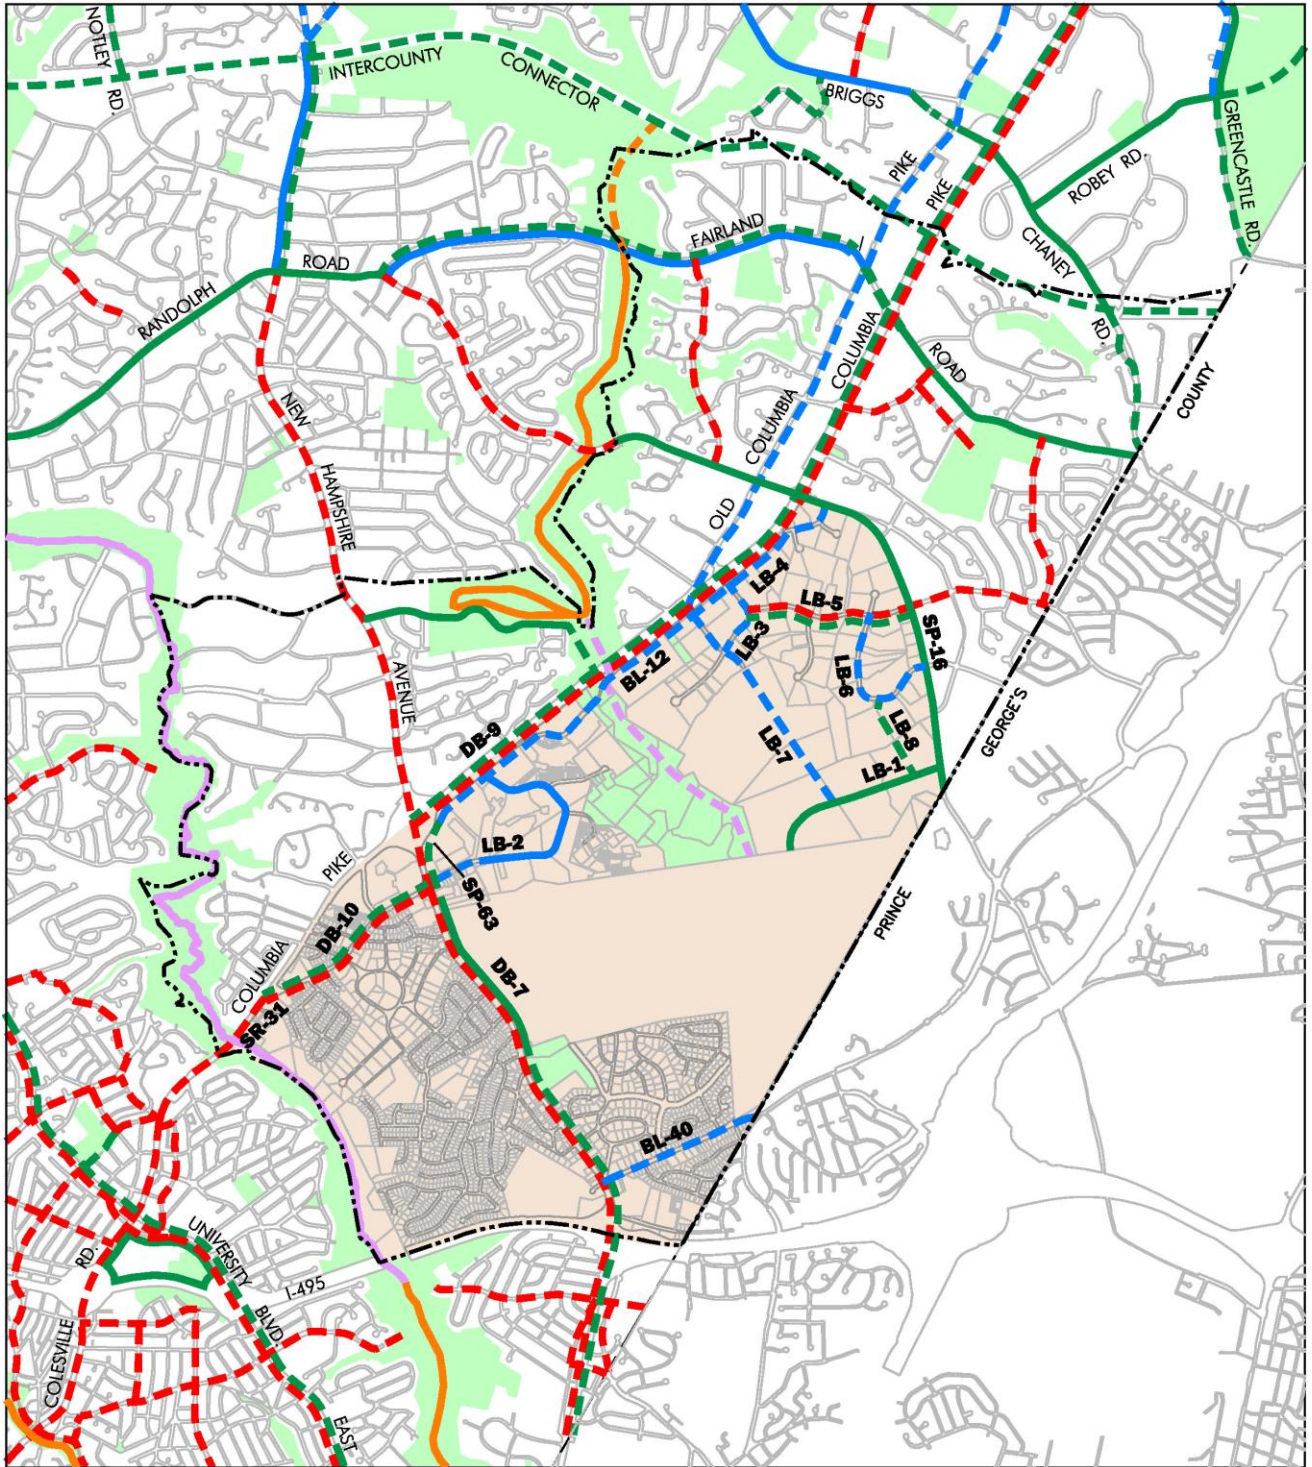 NOTLEY
RD.
INTERCOUNTY
CONNECTOR
BRIGGS
PIKE
PIKE
ROBEY RD.
GREENCASTLE RD.
FAIRLAND
CHANEY
RD.
ROAD
RANDOLPH
COLUMBIA
ROAD
COUNTY
NEW
HAMPSHIRE
COLUMBIA
OLD
LB-4
LB-5
SP-16
LB-3
BL-12
LB-6
AVENUE
GEORGE'S
DB-9
LB-7
LB-8
LB-1
LB-2
PIKE
SP-63
PRINCE
DB-10
DB-7
COLUMBIA
SR-31
BL-40
UNIVERSITY
RD.
I-495
BLVD.
COLESVILLE
EAST